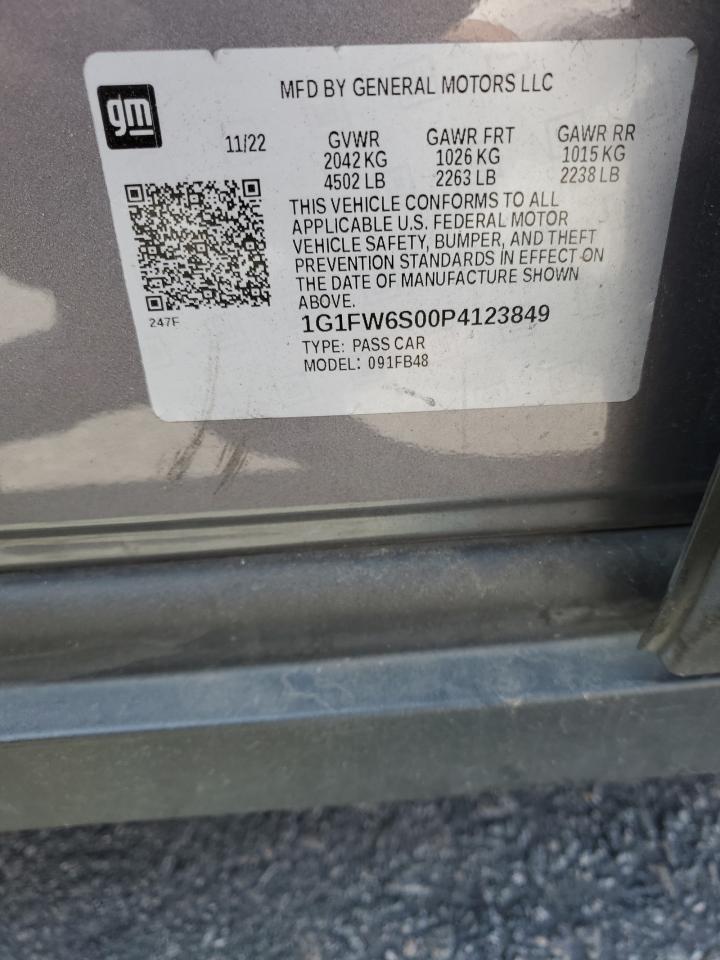 gm
MFD BY GENERAL MOTORS LLC
11/22
GVWR GAWR FRT GAWR RR
2042 KG 1026 KG 1015 KG
4502 LB 2263 LB 2238 LB
THIS VEHICLE CONFORMS TO ALL
APPLICABLE U.S. FEDERAL MOTOR
VEHICLE SAFETY, BUMPER, AND THEFT
PREVENTION STANDARDS IN EFFECT ON
THE DATE OF MANUFACTURE SHOWN
ABOVE.
247F
1G1FW6S00P4123849
TYPE: PASS CAR
MODEL: 091FB48